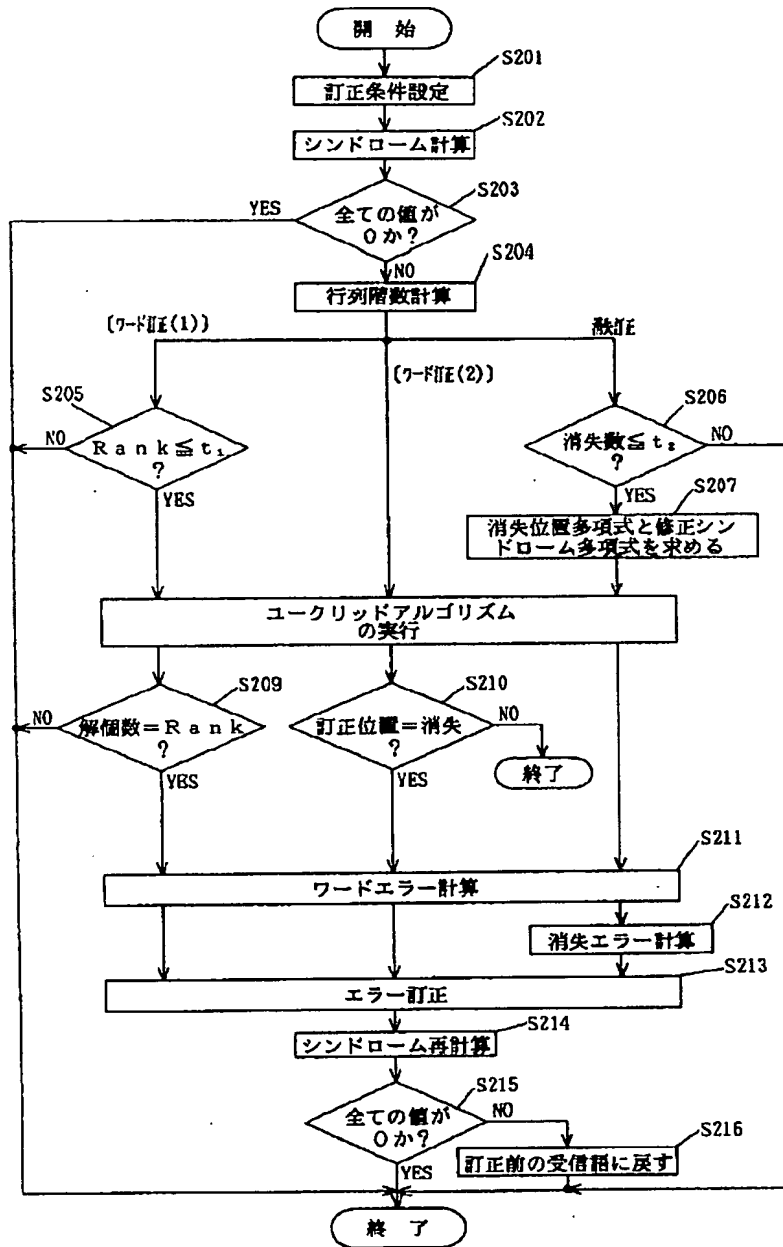 開 始
S201
訂正条件設定
S202
シンドローム計算
S203
全ての値が
0か?
YES
NO
S204
行列階数計算
〔ワード訂正(1)〕
〔ワード訂正(2)〕
S205
Rank≦t₁
?
NO
YES
S206
消失数≦t₂
?
NO
YES
S207
消失位置多項式と修正シン
ドローム多項式を求める
ユークリッドアルゴリズム
の実行
S209
解個数=Rank
?
NO
YES
S210
訂正位置=消失
?
NO
YES
終了
S211
ワードエラー計算
S212
消失エラー計算
S213
エラー訂正
S214
シンドローム再計算
S215
全ての値が
0か?
NO
YES
S216
訂正前の受信語に戻す
終 了